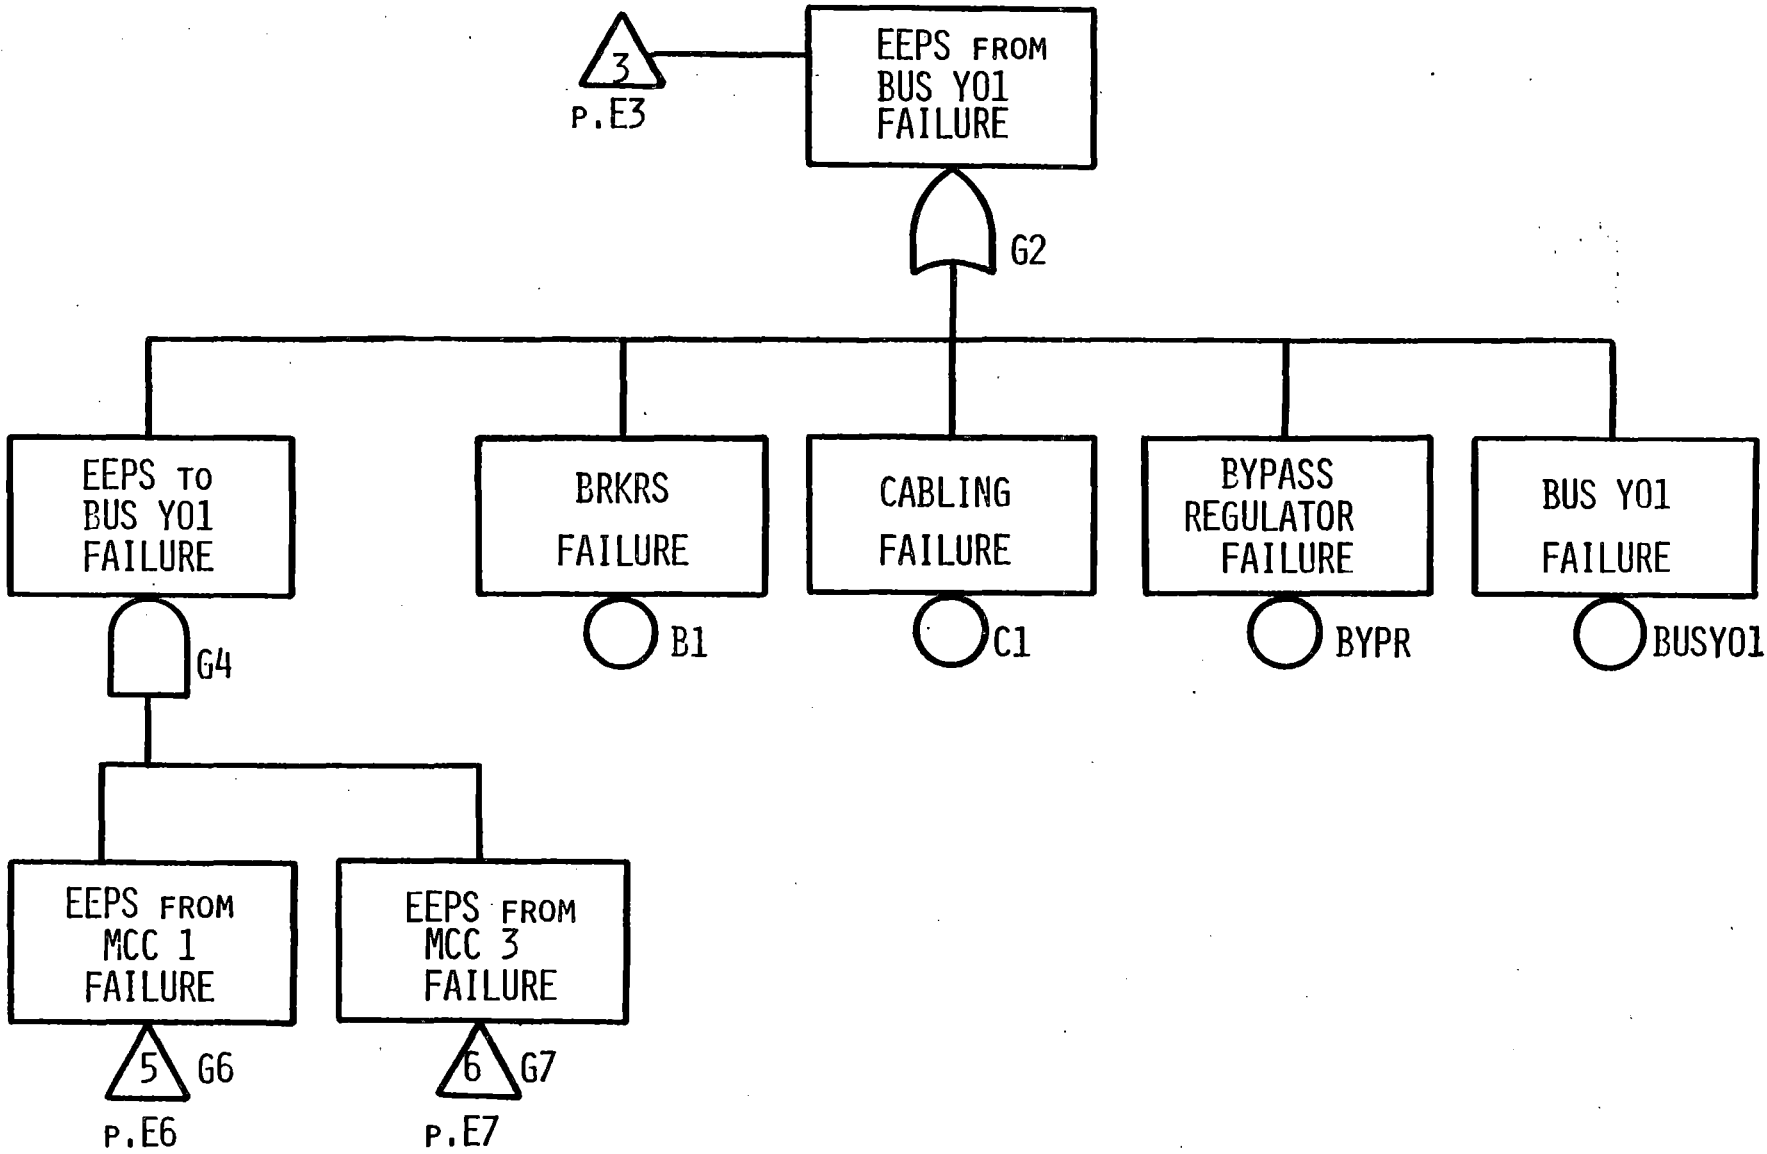 3
P.E3
EEPS FROM
BUS Y01
FAILURE
G2
EEPS TO
BUS Y01
FAILURE
BRKRS
FAILURE
CABLING
FAILURE
BYPASS
REGULATOR
FAILURE
BUS Y01
FAILURE
G4
B1
C1
BYPR
BUSY01
EEPS FROM
MCC 1
FAILURE
EEPS FROM
MCC 3
FAILURE
5
G6
P.E6
6
G7
P.E7